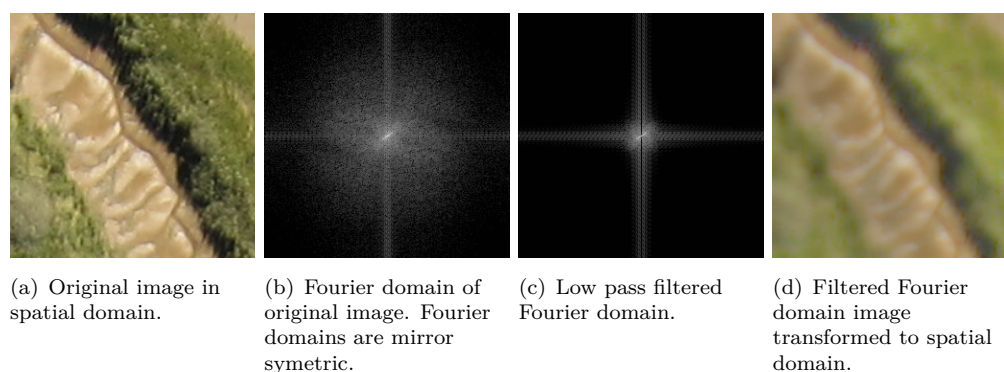 (a) Original image in
spatial domain.
(b) Fourier domain of
original image. Fourier
domains are mirror
symetric.
(c) Low pass filtered
Fourier domain.
(d) Filtered Fourier
domain image
transformed to spatial
domain.